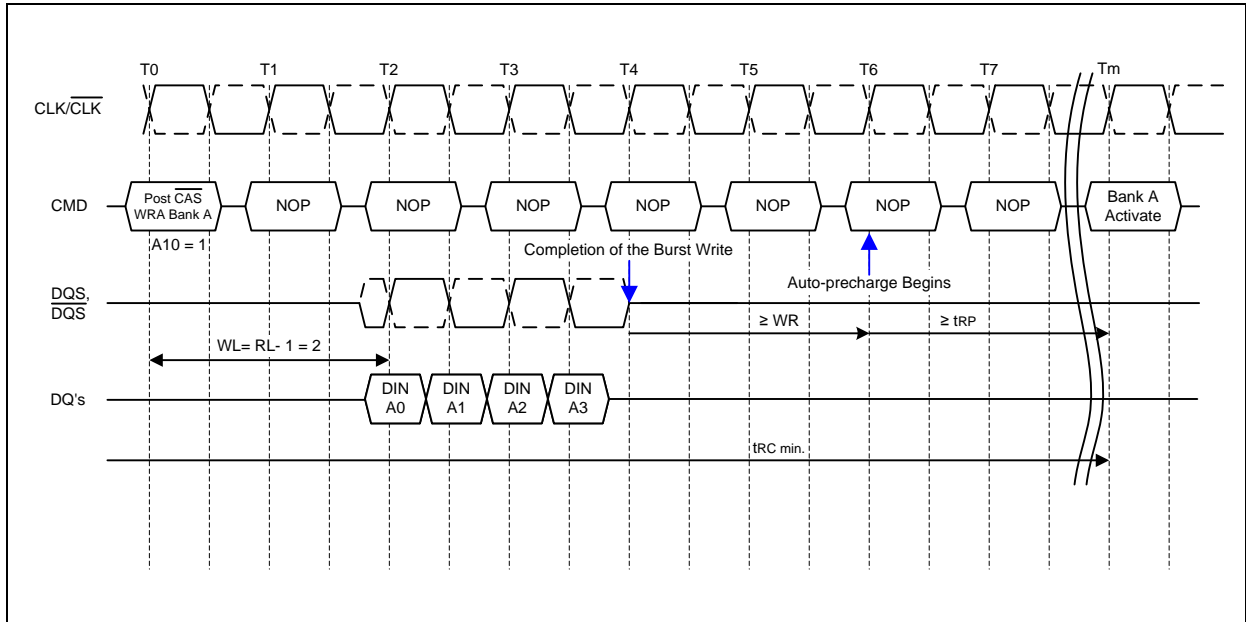 T0 T1 T2 T3 T4 T5 T6 T7 Tm
CLK/CLK
CMD
Post CAS
WRA Bank A
NOP NOP NOP NOP NOP NOP NOP
Bank A
Activate
A10 = 1
Completion of the Burst Write
Auto-precharge Begins
DQS,
DQS
≥ WR
≥ tRP
WL= RL- 1 = 2
DQ's
DIN
A0
DIN
A1
DIN
A2
DIN
A3
tRC min.